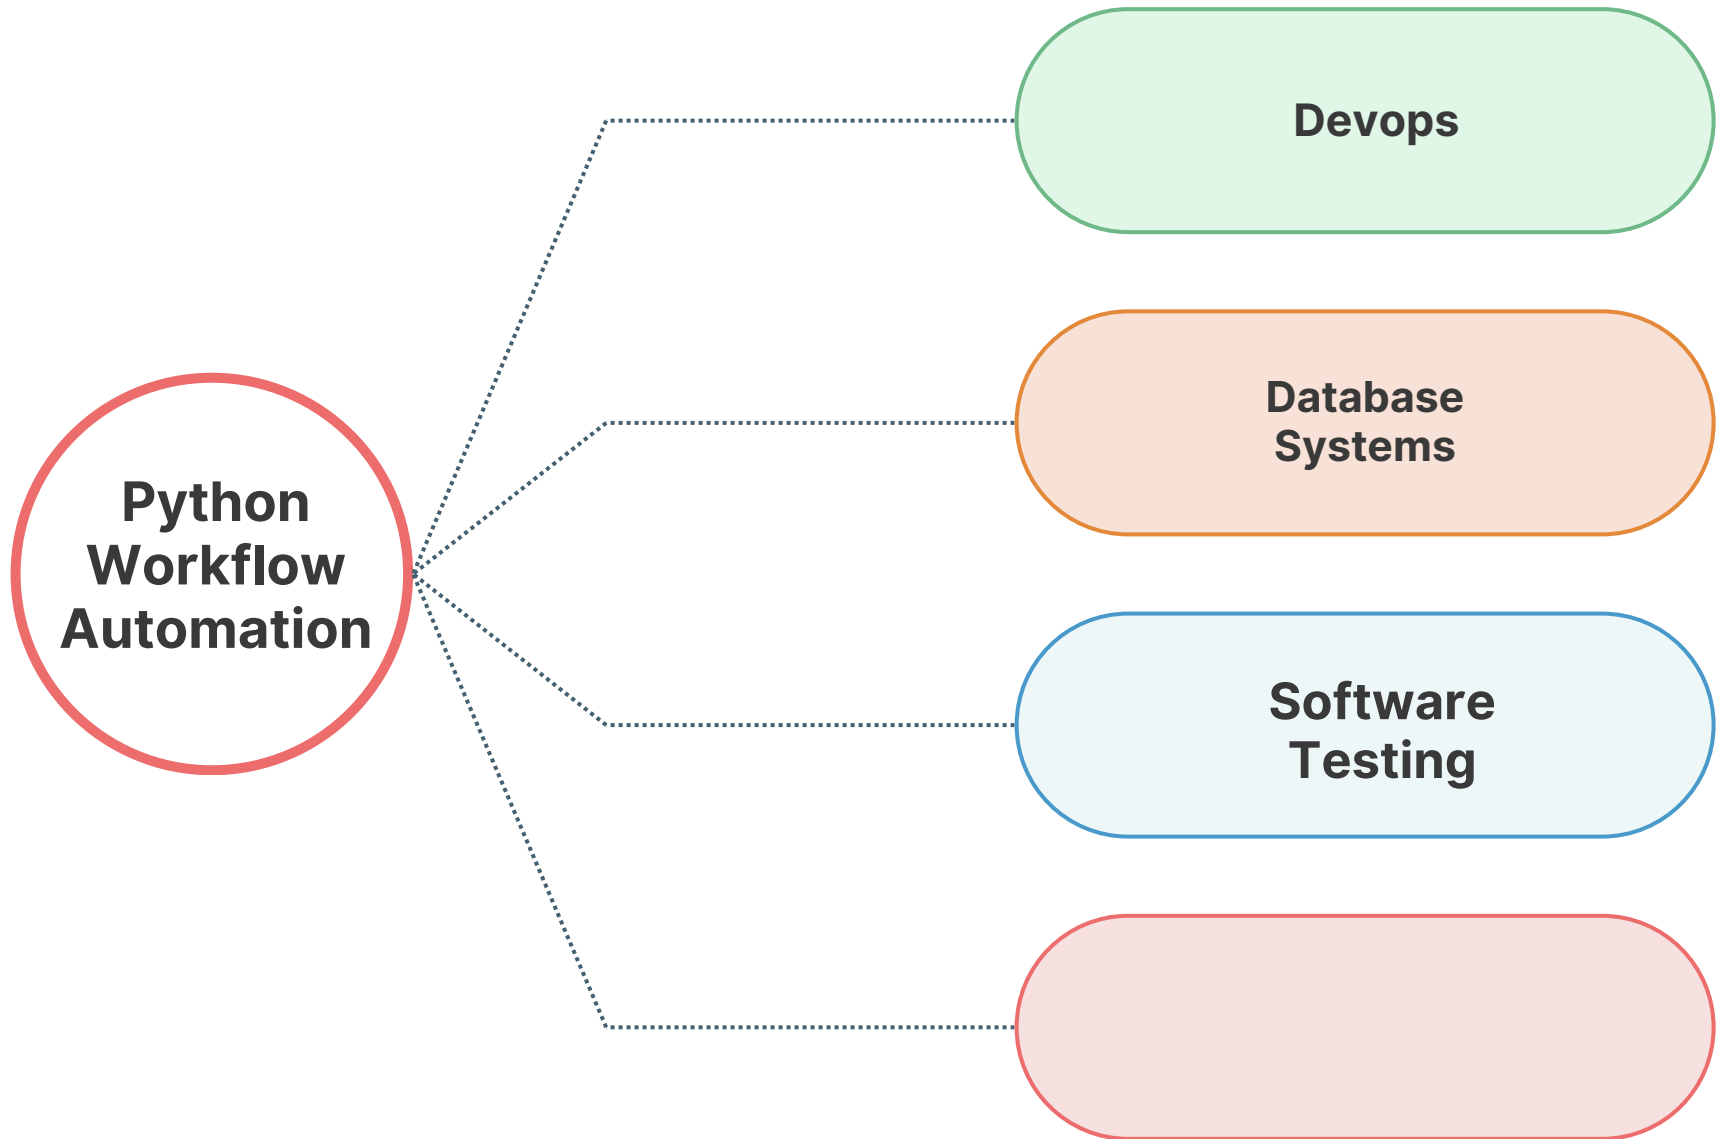 Python
Workflow
Automation
Devops
Database
Systems
Software
Testing